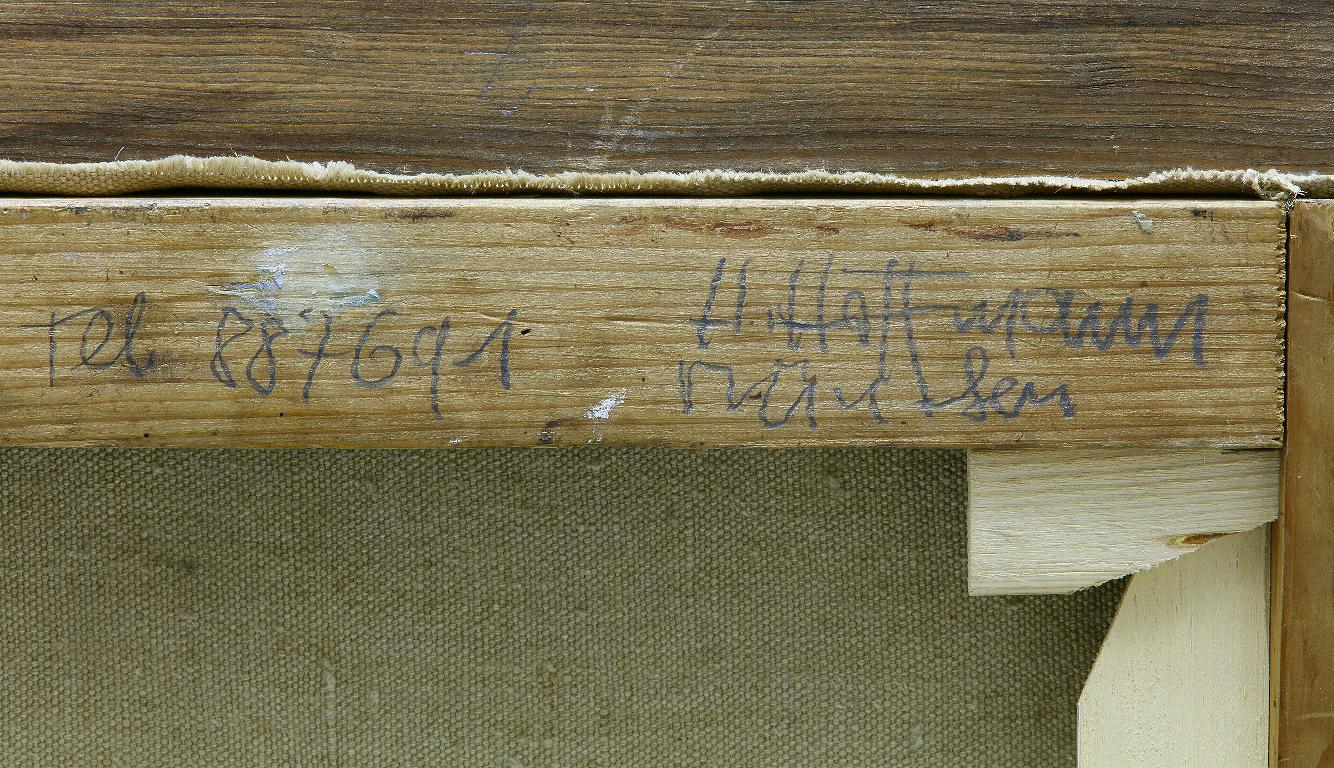 Tel. 887691
H. Hoffmann
München